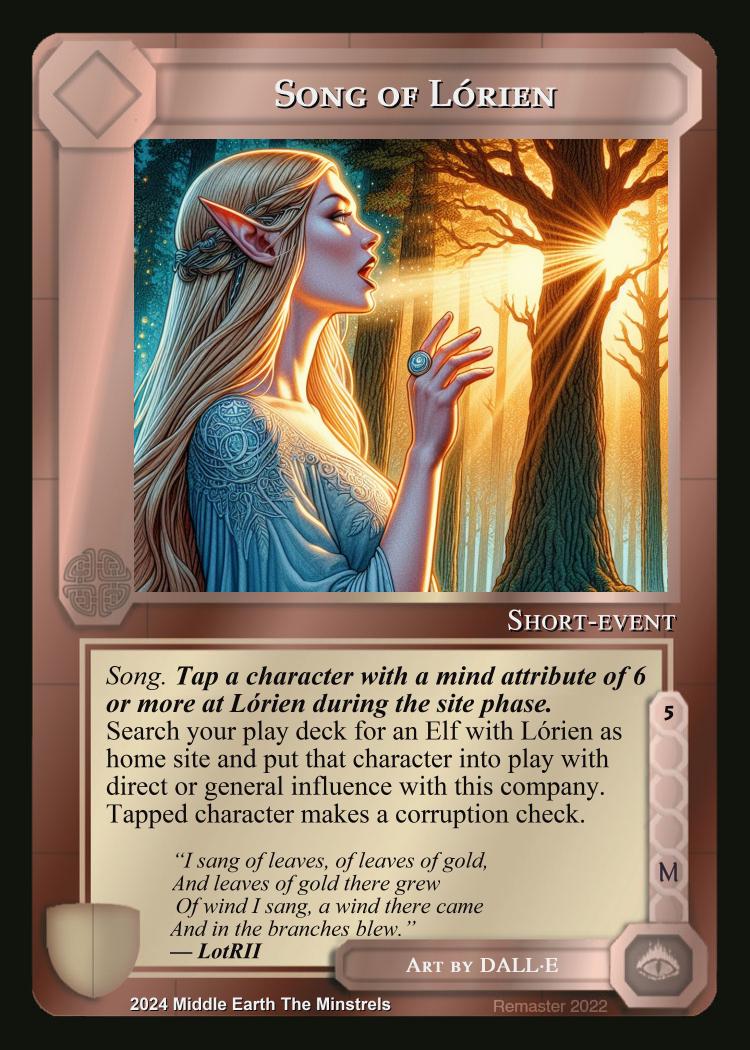 Song of Lórien
Short-event
Song. Tap a character with a mind attribute of 6
or more at Lórien during the site phase.
Search your play deck for an Elf with Lórien as
home site and put that character into play with
direct or general influence with this company.
Tapped character makes a corruption check.
5
M
“I sang of leaves, of leaves of gold,
And leaves of gold there grew
Of wind I sang, a wind there came
And in the branches blew.”
— LotRII
Art by DALL·E
2024 Middle Earth The Minstrels
Remaster 2022